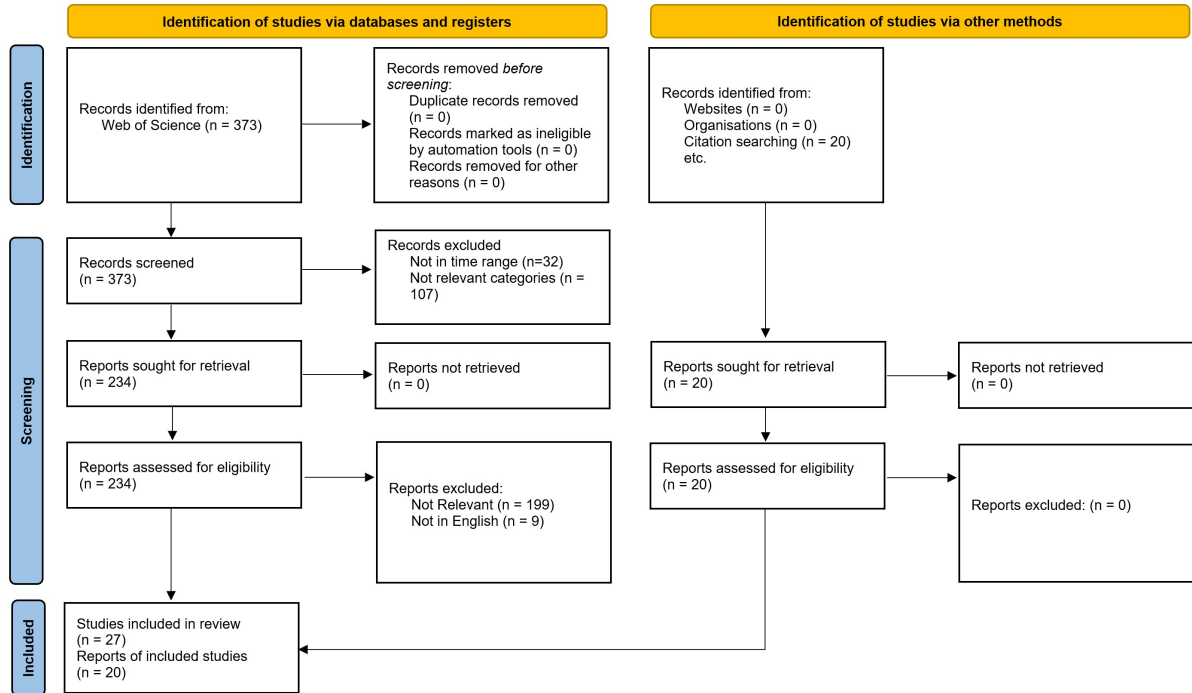 Identification of studies via databases and registers
Identification of studies via other methods
Identification
Records identified from:
Web of Science (n = 373)
Records removed before
screening:
Duplicate records removed
(n = 0)
Records marked as ineligible
by automation tools (n = 0)
Records removed for other
reasons (n = 0)
Records identified from:
Websites (n = 0)
Organisations (n = 0)
Citation searching (n = 20)
etc.
Screening
Records screened
(n = 373)
Records excluded
Not in time range (n=32)
Not relevant categories (n =
107)
Reports sought for retrieval
(n = 234)
Reports not retrieved
(n = 0)
Reports sought for retrieval
(n = 20)
Reports not retrieved
(n = 0)
Reports assessed for eligibility
(n = 234)
Reports excluded:
Not Relevant (n = 199)
Not in English (n = 9)
Reports assessed for eligibility
(n = 20)
Reports excluded: (n = 0)
Included
Studies included in review
(n = 27)
Reports of included studies
(n = 20)